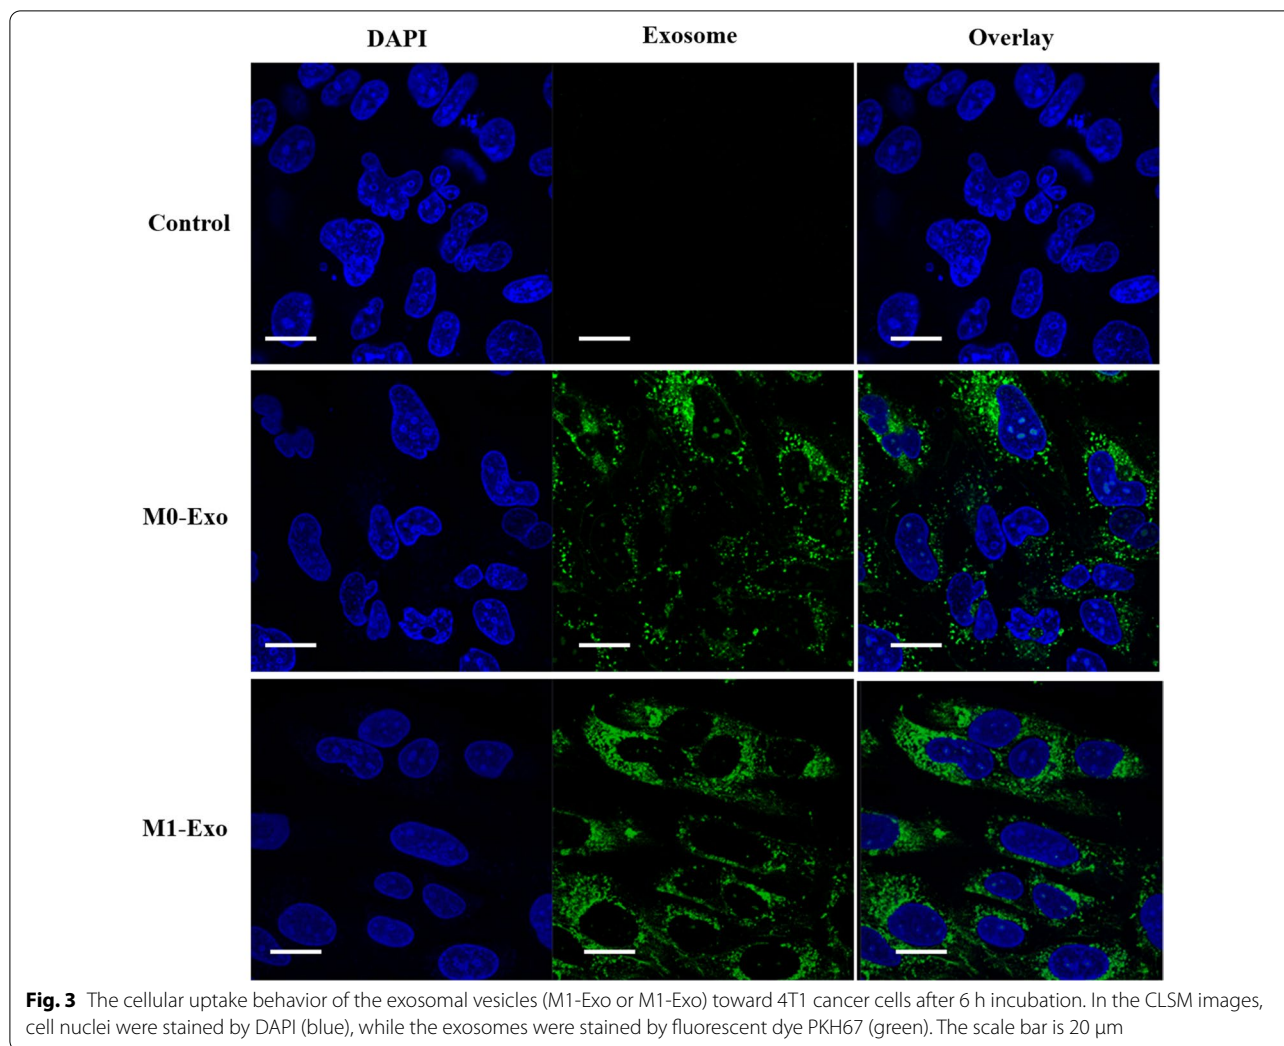 DAPI Exosome Overlay
Control
M0-Exo
M1-Exo
Fig. 3 The cellular uptake behavior of the exosomal vesicles (M1-Exo or M1-Exo) toward 4T1 cancer cells after 6 h incubation. In the CLSM images,
cell nuclei were stained by DAPI (blue), while the exosomes were stained by fluorescent dye PKH67 (green). The scale bar is 20 µm